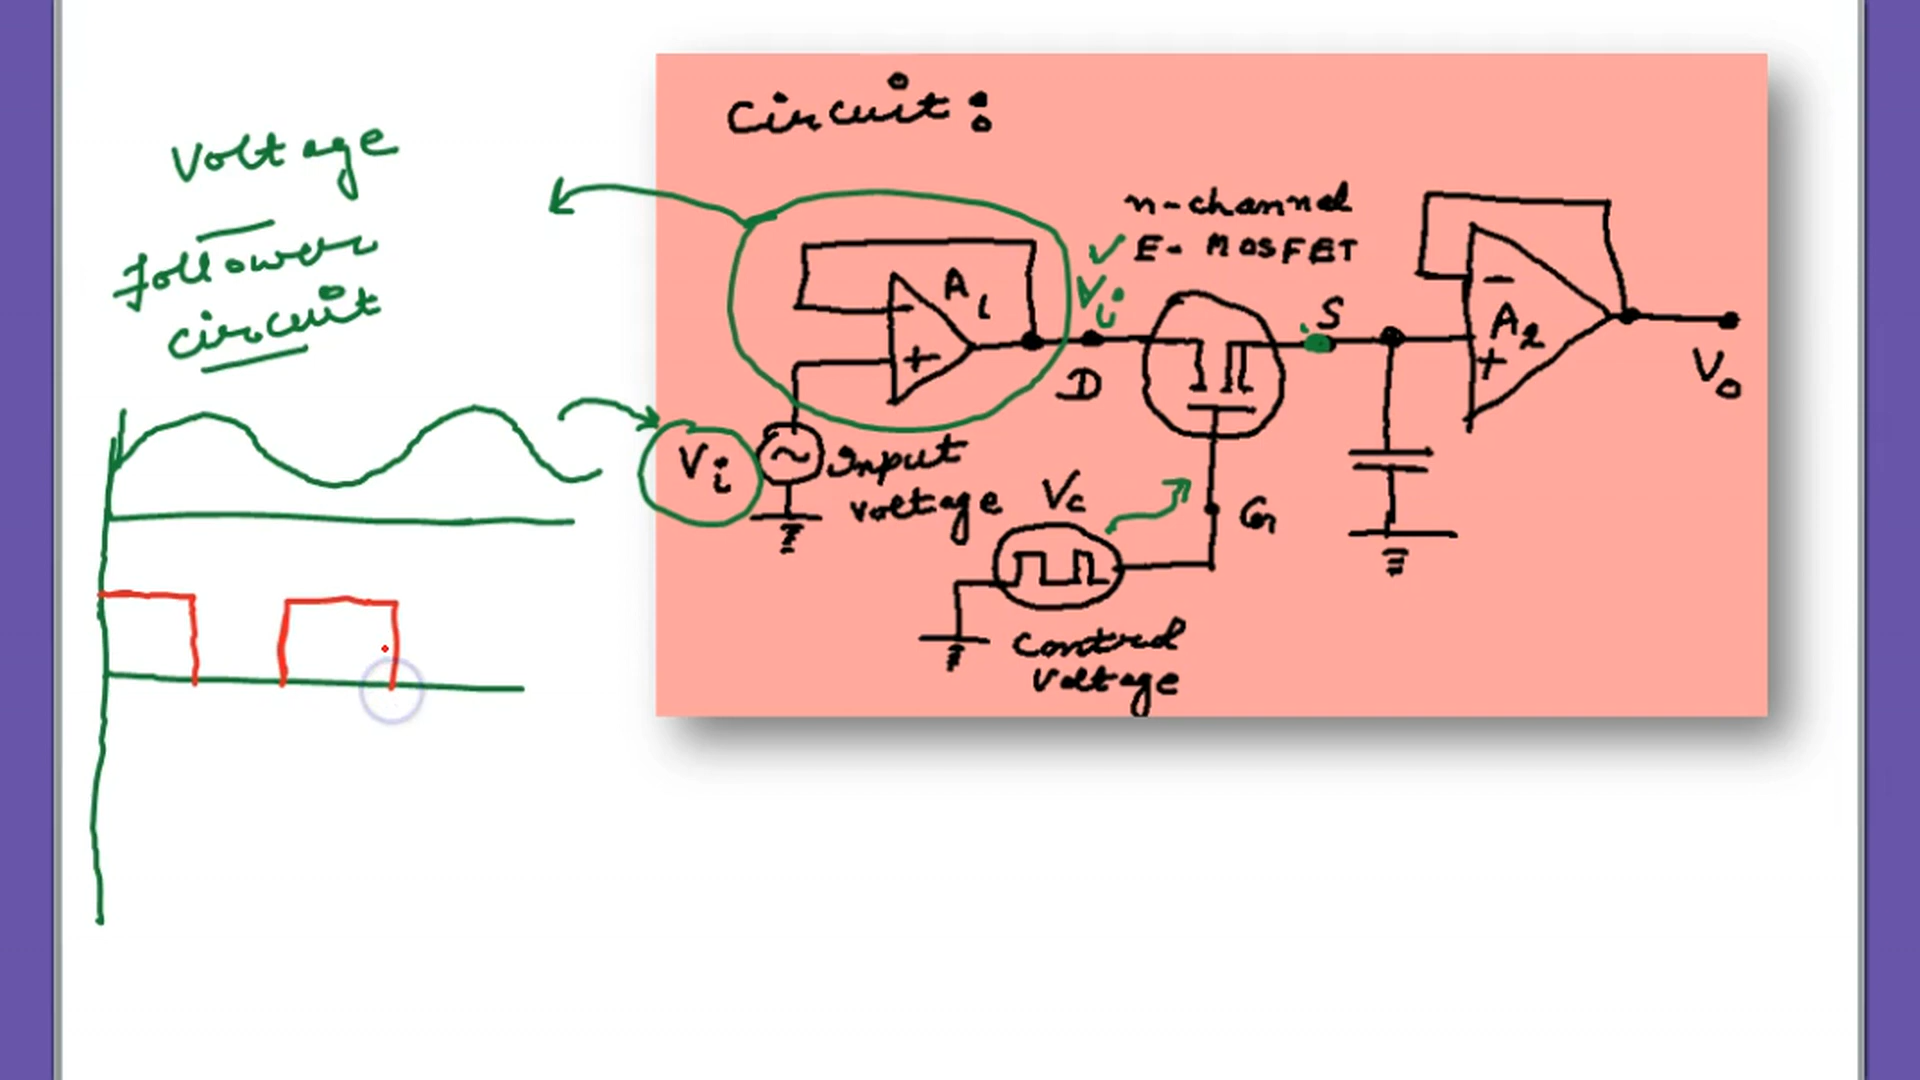 Circuit:
Voltage
follower
circuit
n-channel
E- MOSFET
Vi
A1
-
+
D
S
-
A2
+
Vo
Vi
Input
voltage
Vc
G
Control
Voltage